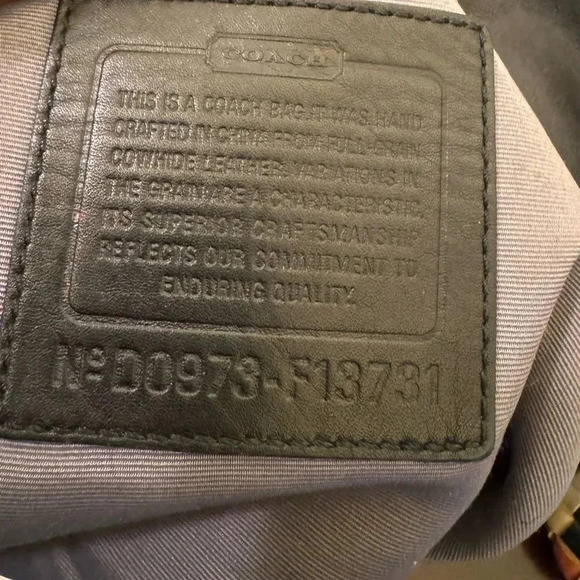 COACH
THIS IS A COACH BAG.IT WAS HAND
CRAFTED IN CHINA FROM FULL-GRAIN
COWHIDE LEATHER. VARIATIONS IN
THE GRAIN ARE A CHARACTERISTIC.
ITS SUPERIOR CRAFTSMANSHIP
REFLECTS OUR COMMITMENT TO
ENDURING QUALITY.
Nº D0973-F13731